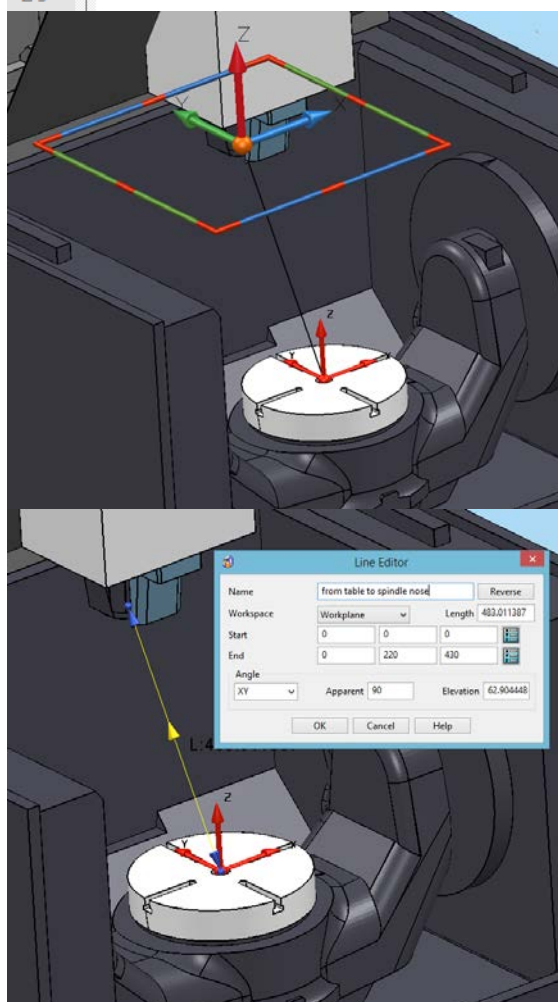 Z
Y
X
Z
Y
X
Line Editor
Name from table to spindle nose Reverse
Workspace Workplane Length 483.011387
Start 0 0 0
End 0 220 430
Angle
XY Apparent 90 Elevation 62.904448
OK Cancel Help
Z
Y
X